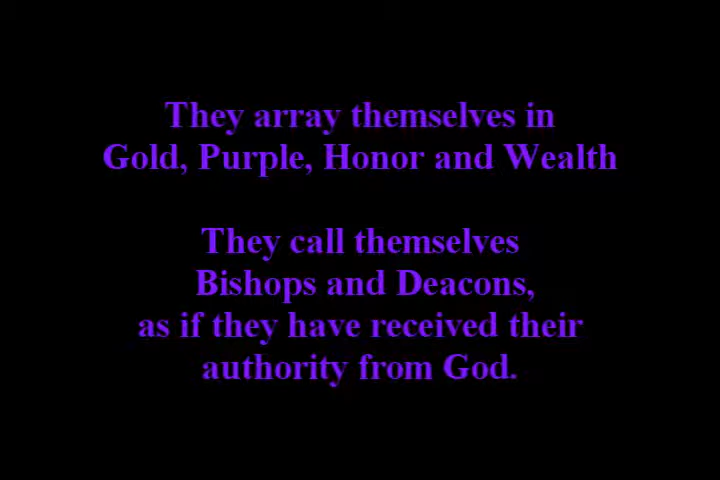 They array themselves in
Gold, Purple, Honor and Wealth
They call themselves
Bishops and Deacons,
as if they have received their
authority from God.